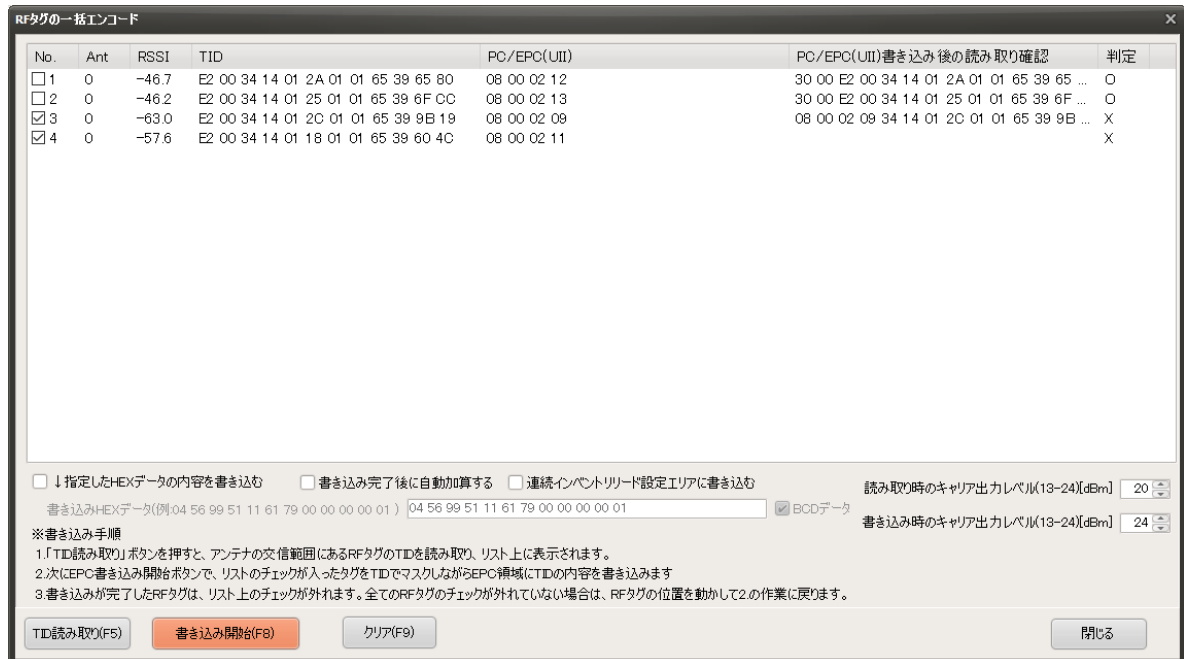 RFタグの一括エンコード
No. Ant RSSI TID PC/EPC(UII) PC/EPC(UII)書き込み後の読み取り確認 判定
1 0 -46.7 E2 00 34 14 01 2A 01 01 65 39 65 80 08 00 02 12 30 00 E2 00 34 14 01 2A 01 01 65 39 65 ... O
2 0 -46.2 E2 00 34 14 01 25 01 01 65 39 6F CC 08 00 02 13 30 00 E2 00 34 14 01 25 01 01 65 39 6F ... O
3 0 -63.0 E2 00 34 14 01 2C 01 01 65 39 9B 19 08 00 02 09 08 00 02 09 34 14 01 2C 01 01 65 39 9B ... X
4 0 -57.6 E2 00 34 14 01 18 01 01 65 39 60 4C 08 00 02 11 X
↓指定したHEXデータの内容を書き込む 書き込み完了後に自動加算する 連続インベントリリード設定エリアに書き込む
読み取り時のキャリア出力レベル(13-24)[dBm] 20
書き込みHEXデータ(例:04 56 99 51 11 61 79 00 00 00 00 01 ) 04 56 99 51 11 61 79 00 00 00 00 01 BCDデータ
書き込み時のキャリア出力レベル(13-24)[dBm] 24
※書き込み手順
1.「TID読み取り」ボタンを押すと、アンテナの交信範囲にあるRFタグのTIDを読み取り、リスト上に表示されます。
2.次にEPC書き込み開始ボタンで、リストのチェックが入ったタグをTIDでマスクしながらEPC領域にTIDの内容を書き込みます
3.書き込みが完了したRFタグは、リスト上のチェックが外れます。全てのRFタグのチェックが外れていない場合は、RFタグの位置を動かして2.の作業に戻ります。
TID読み取り(F5) 書き込み開始(F8) クリア(F9) 閉じる